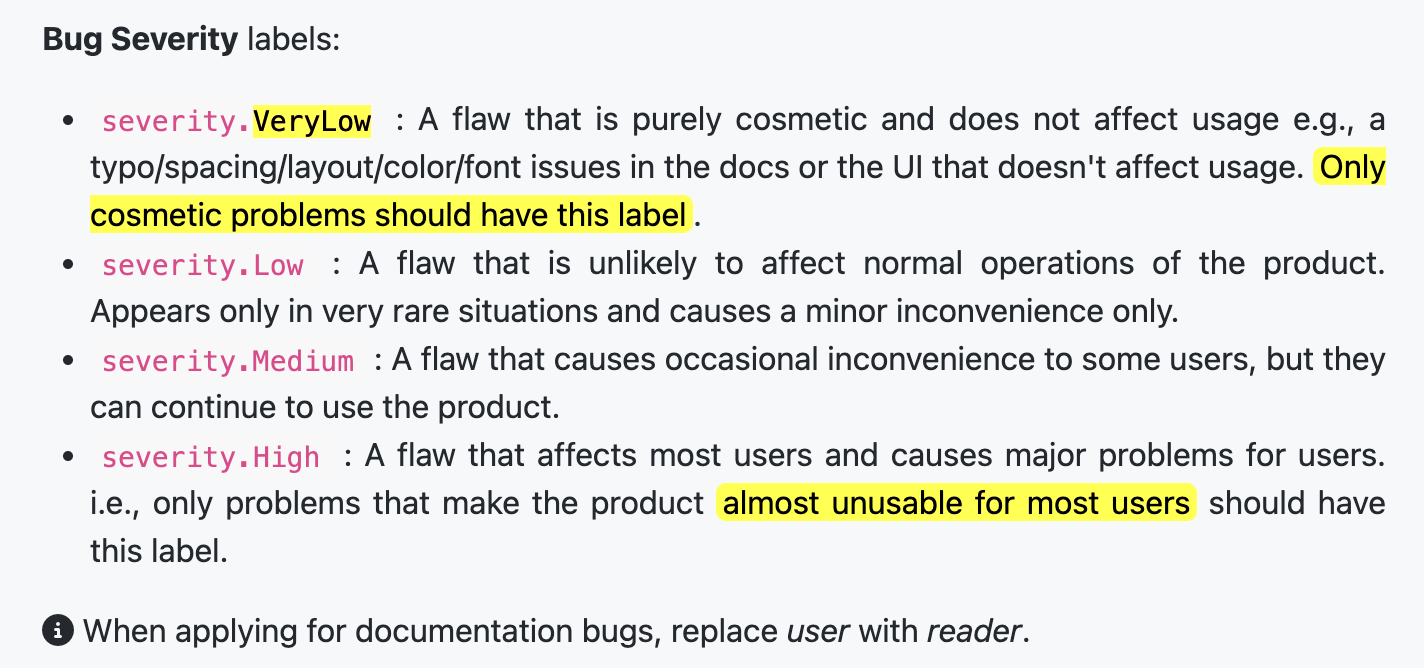 Bug Severity labels:
• severity.VeryLow : A flaw that is purely cosmetic and does not affect usage e.g., a
typo/spacing/layout/color/font issues in the docs or the UI that doesn't affect usage. Only
cosmetic problems should have this label.
• severity.Low : A flaw that is unlikely to affect normal operations of the product.
Appears only in very rare situations and causes a minor inconvenience only.
• severity.Medium : A flaw that causes occasional inconvenience to some users, but they
can continue to use the product.
• severity.High : A flaw that affects most users and causes major problems for users.
i.e., only problems that make the product almost unusable for most users should have
this label.
When applying for documentation bugs, replace user with reader.